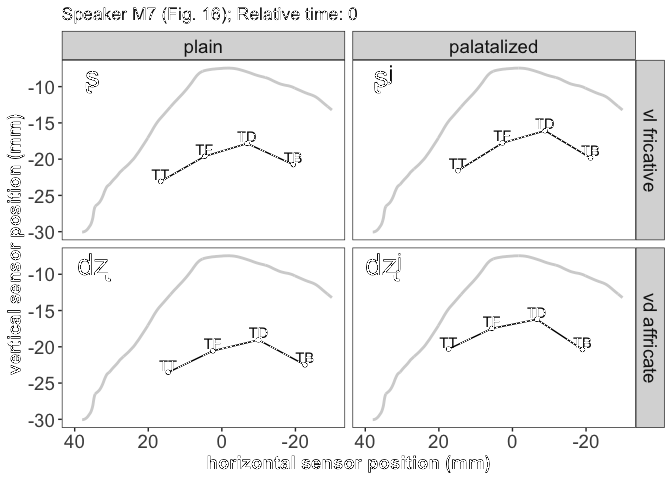 Speaker M7 (Fig. 16); Relative time: 0
plain
palatalized
ʂ
ʂʲ
vl fricative
-10
-15
-20
-25
-30
TT
TF
TD
TB
TT
TF
TD
TB
dʐ
dʐʲ
vd affricate
-10
-15
-20
-25
-30
TT
TF
TD
TB
TT
TF
TD
TB
40
20
0
-20
40
20
0
-20
horizontal sensor position (mm)
vertical sensor position (mm)